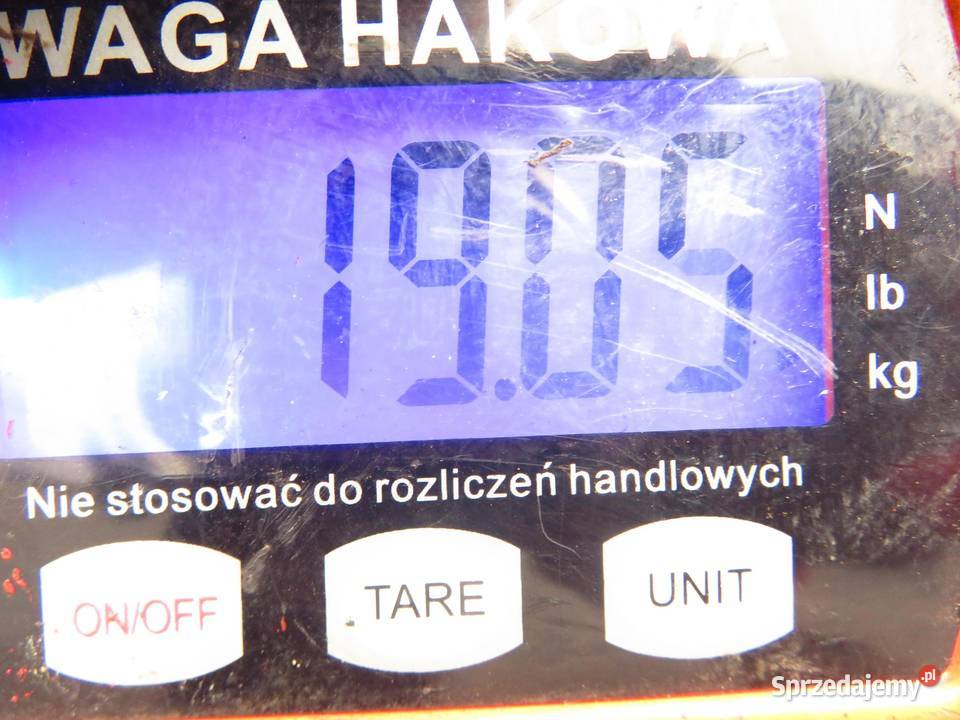 WAGA HAKOWA
19.05
N
lb
kg
Nie stosować do rozliczeń handlowych
ON/OFF
TARE
UNIT
Sprzedajemy.pl